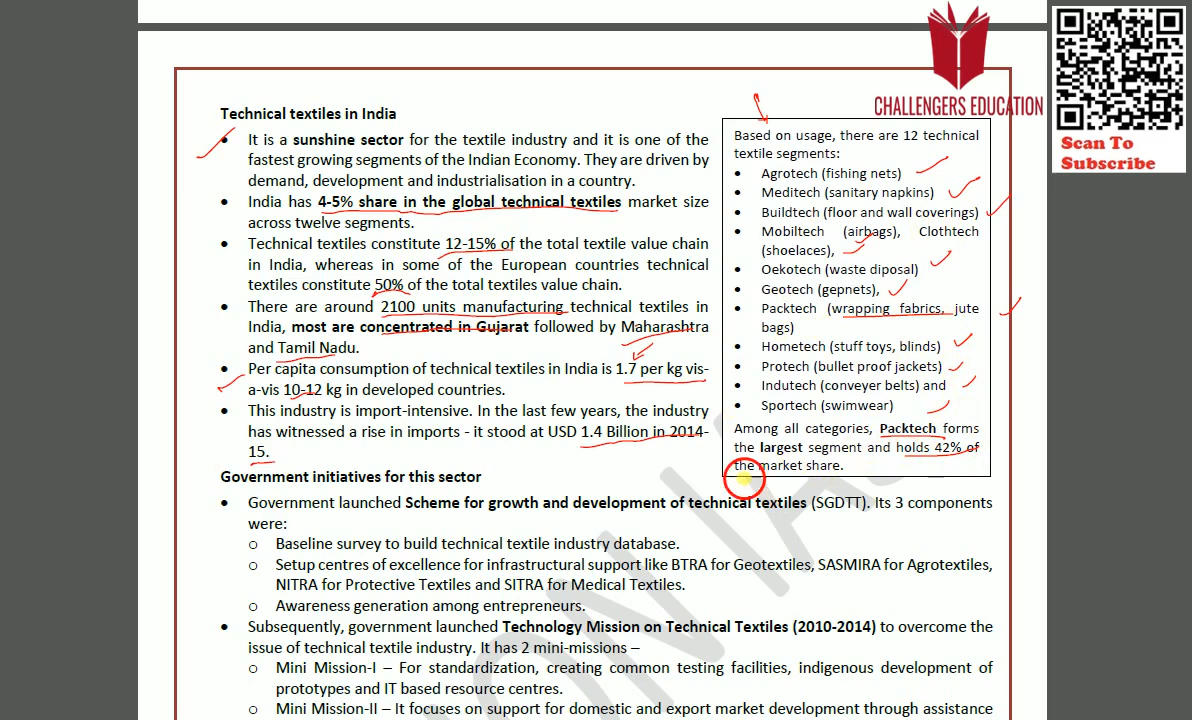 CHALLENGERS EDUCATION
Scan To
Subscribe
Technical textiles in India
• It is a sunshine sector for the textile industry and it is one of the
fastest growing segments of the Indian Economy. They are driven by
demand, development and industrialisation in a country.
• India has 4-5% share in the global technical textiles market size
across twelve segments.
• Technical textiles constitute 12-15% of the total textile value chain
in India, whereas in some of the European countries technical
textiles constitute 50% of the total textiles value chain.
• There are around 2100 units manufacturing technical textiles in
India, most are concentrated in Gujarat followed by Maharashtra
and Tamil Nadu.
• Per capita consumption of technical textiles in India is 1.7 per kg vis-
a-vis 10-12 kg in developed countries.
• This industry is import-intensive. In the last few years, the industry
has witnessed a rise in imports - it stood at USD 1.4 Billion in 2014-
15.
Based on usage, there are 12 technical
textile segments:
• Agrotech (fishing nets)
• Meditech (sanitary napkins)
• Buildtech (floor and wall coverings)
• Mobiltech (airbags), Clothtech
(shoelaces),
• Oekotech (waste diposal)
• Geotech (gepnets),
• Packtech (wrapping fabrics, jute
bags)
• Hometech (stuff toys, blinds)
• Protech (bullet proof jackets)
• Indutech (conveyer belts) and
• Sportech (swimwear)
Among all categories, Packtech forms
the largest segment and holds 42% of
the market share.
Government initiatives for this sector
• Government launched Scheme for growth and development of technical textiles (SGDTT). Its 3 components
were:
o Baseline survey to build technical textile industry database.
o Setup centres of excellence for infrastructural support like BTRA for Geotextiles, SASMIRA for Agrotextiles,
NITRA for Protective Textiles and SITRA for Medical Textiles.
o Awareness generation among entrepreneurs.
• Subsequently, government launched Technology Mission on Technical Textiles (2010-2014) to overcome the
issue of technical textile industry. It has 2 mini-missions –
o Mini Mission-I – For standardization, creating common testing facilities, indigenous development of
prototypes and IT based resource centres.
o Mini Mission-II – It focuses on support for domestic and export market development through assistance